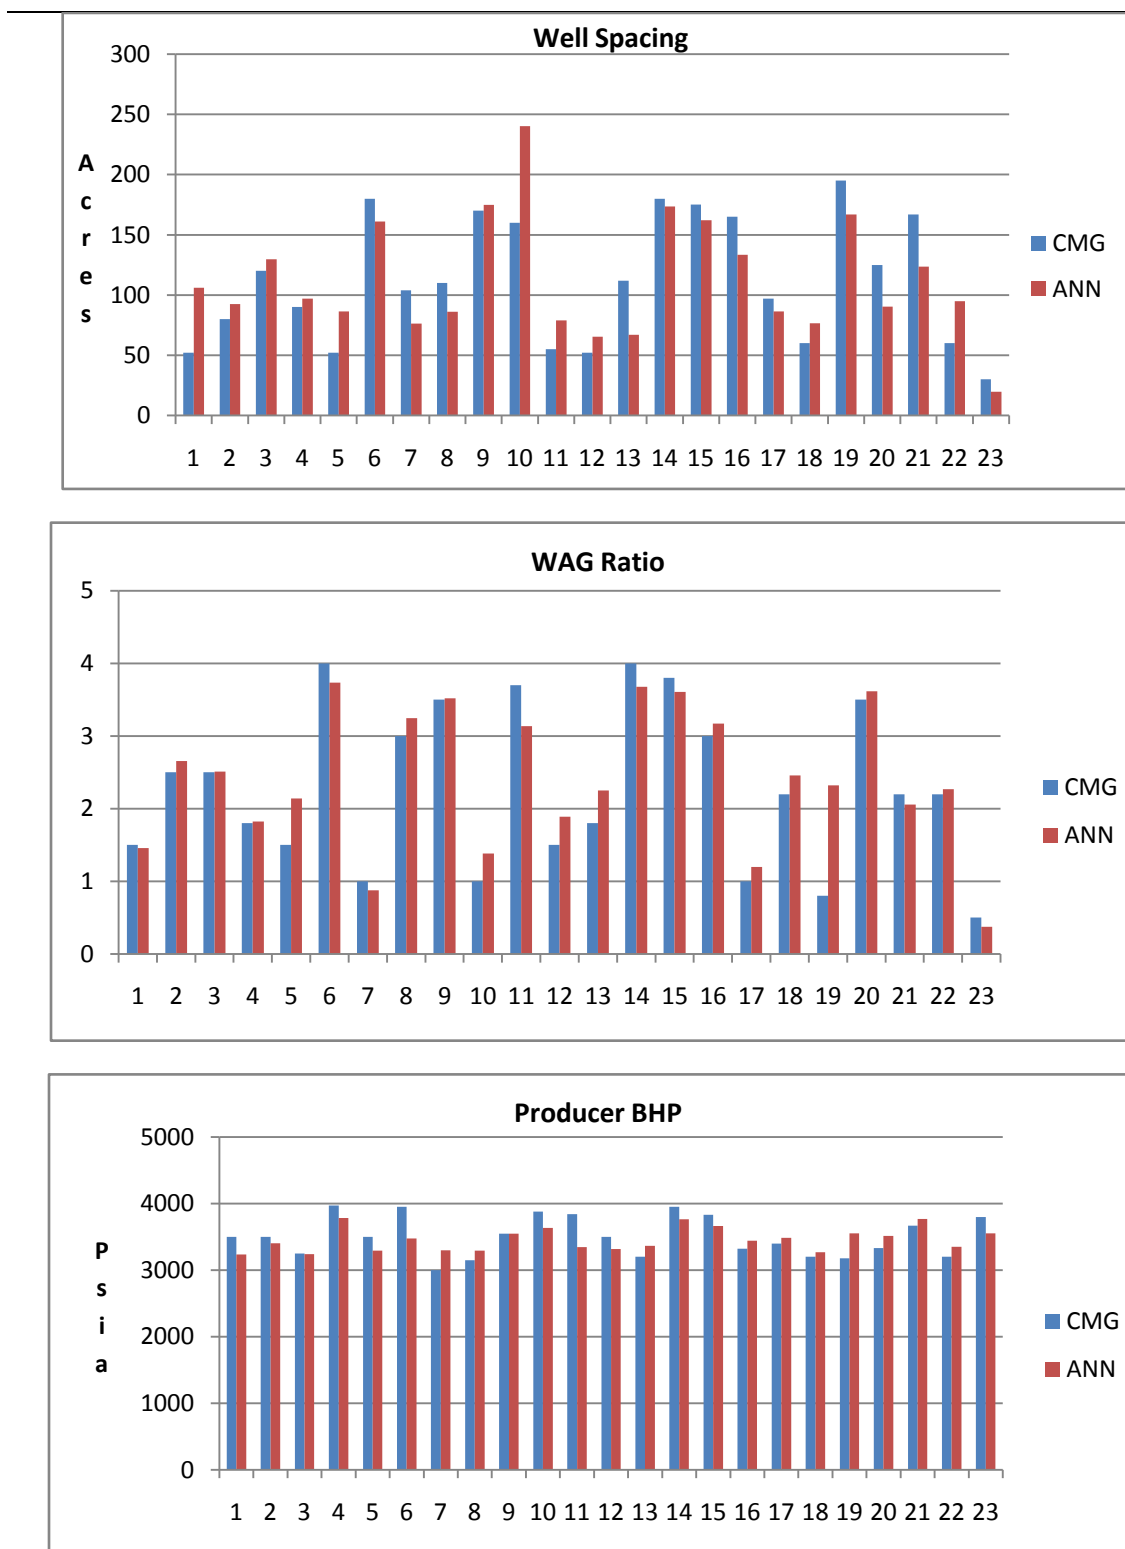 Well Spacing
300
250
200
150
100
50
0
Acres
1 2 3 4 5 6 7 8 9 10 11 12 13 14 15 16 17 18 19 20 21 22 23
CMG
ANN
WAG Ratio
5
4
3
2
1
0
1 2 3 4 5 6 7 8 9 10 11 12 13 14 15 16 17 18 19 20 21 22 23
CMG
ANN
Producer BHP
5000
4000
3000
2000
1000
0
Psia
1 2 3 4 5 6 7 8 9 10 11 12 13 14 15 16 17 18 19 20 21 22 23
CMG
ANN